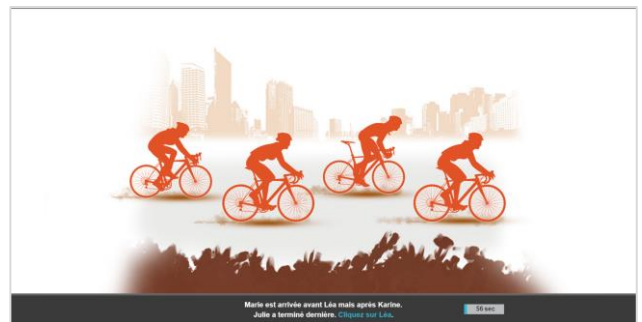 Marie est arrivée avant Léa mais après Karine.
Julie a terminé dernière. Cliquez sur Léa.
56 sec